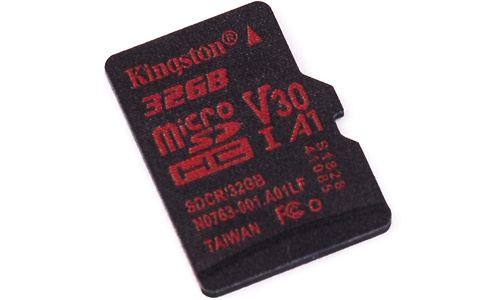 Kingston®
32GB
micro SD HC V30
I A1
SDCR/32GB
N0763-001.A01LF
TAIWAN FC